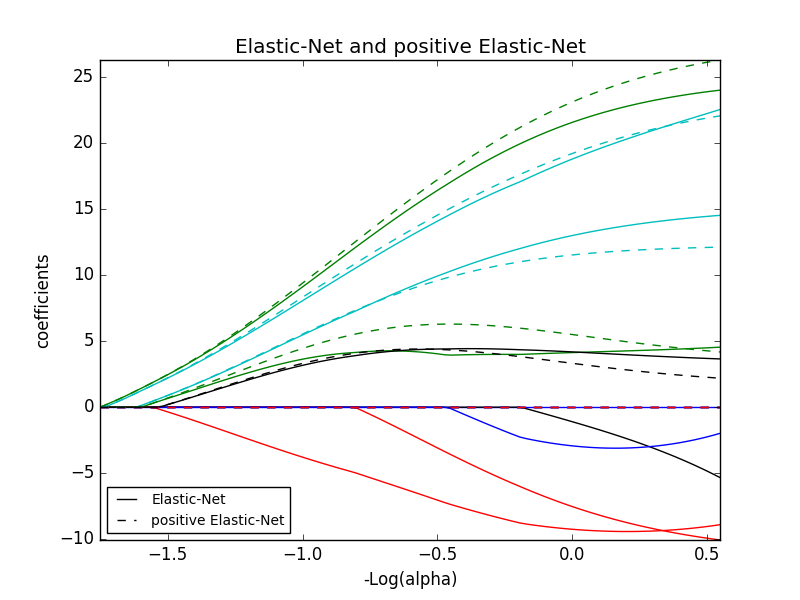 Elastic-Net and positive Elastic-Net
25
20
15
10
5
0
−5
−10
coefficients
Elastic-Net
positive Elastic-Net
−1.5 −1.0 −0.5 0.0 0.5
-Log(alpha)